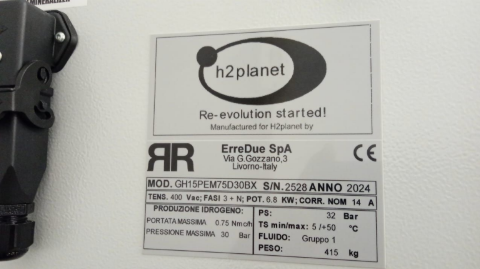 MINERALIZER
h2planet
Re-evolution started!
Manufactured for H2planet by
RR
ErreDue SpA
Via G.Gozzano,3
Livorno-Italy
CE
MOD. GH15PEM75D30BX S/N. 2528 ANNO 2024
TENS. 400 Vac; FASI 3 + N; POT. 6.8 KW; CORR. NOM 14 A
PRODUZIONE IDROGENO:
PORTATA MASSIMA 0.75 Nmc/h
PRESSIONE MASSIMA 30 Bar
PS: 32 Bar
TS min/max: 5 /+50 °C
FLUIDO: Gruppo 1
PESO: 415 kg